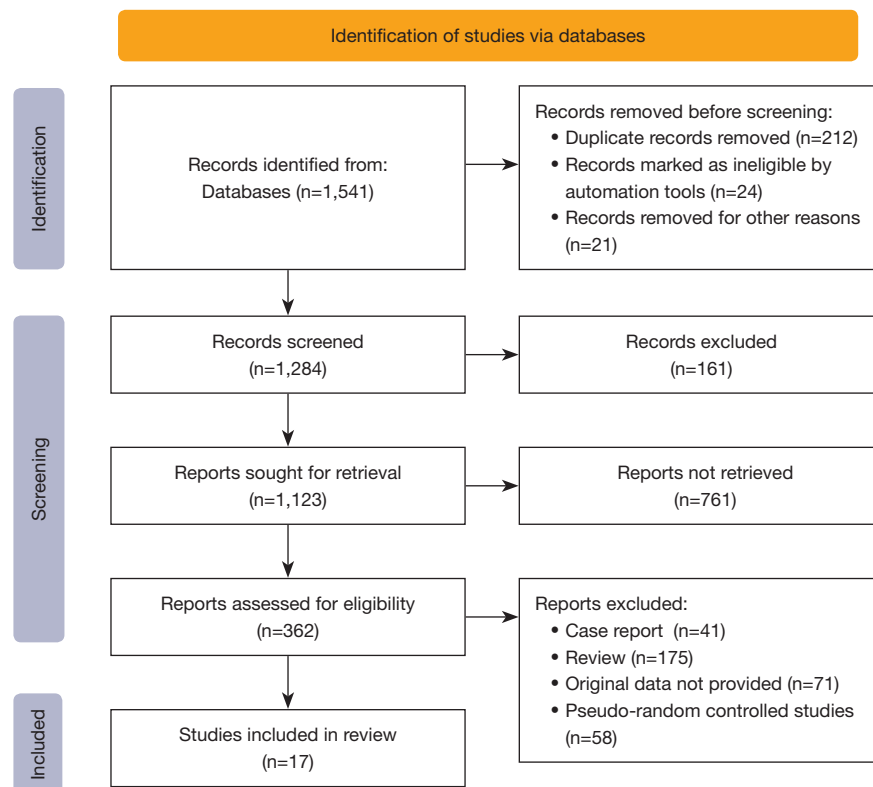 Identification of studies via databases
Identification
Records identified from:
Databases (n=1,541)
Records removed before screening:
• Duplicate records removed (n=212)
• Records marked as ineligible by
automation tools (n=24)
• Records removed for other reasons
(n=21)
Screening
Records screened
(n=1,284)
Records excluded
(n=161)
Reports sought for retrieval
(n=1,123)
Reports not retrieved
(n=761)
Reports assessed for eligibility
(n=362)
Reports excluded:
• Case report (n=41)
• Review (n=175)
• Original data not provided (n=71)
• Pseudo-random controlled studies
(n=58)
Included
Studies included in review
(n=17)